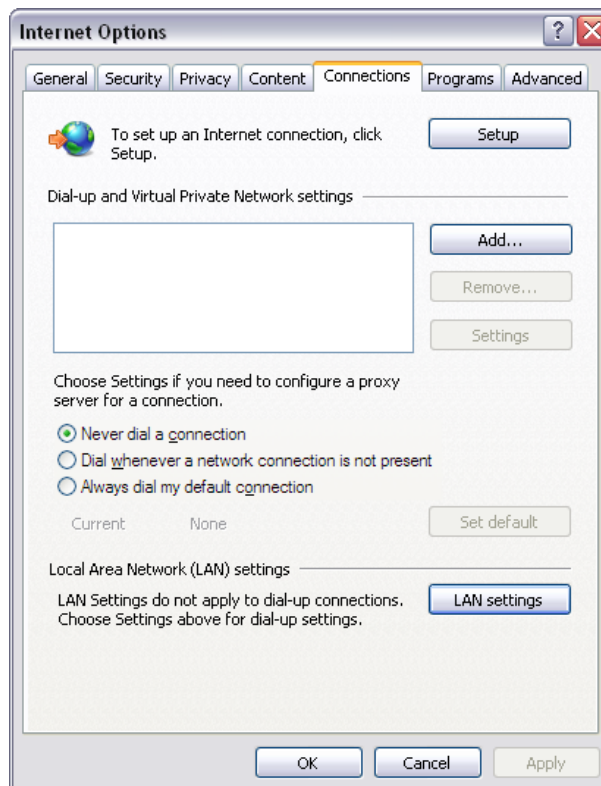 Internet Options
?
General Security Privacy Content Connections Programs Advanced
To set up an Internet connection, click
Setup.
Setup
Dial-up and Virtual Private Network settings
Add...
Remove...
Settings
Choose Settings if you need to configure a proxy
server for a connection.
Never dial a connection
Dial whenever a network connection is not present
Always dial my default connection
Current None
Set default
Local Area Network (LAN) settings
LAN Settings do not apply to dial-up connections.
Choose Settings above for dial-up settings.
LAN settings
OK Cancel Apply